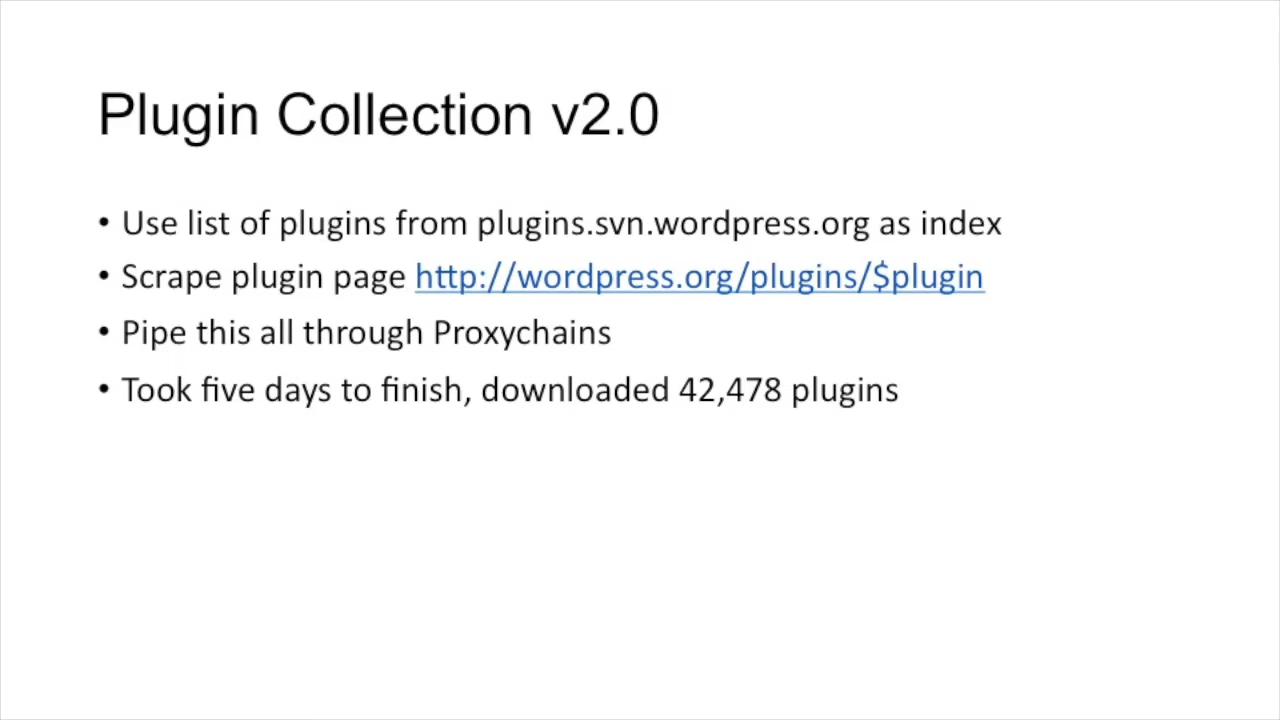 Plugin Collection v2.0
• Use list of plugins from plugins.svn.wordpress.org as index
• Scrape plugin page http://wordpress.org/plugins/$plugin
• Pipe this all through Proxychains
• Took five days to finish, downloaded 42,478 plugins